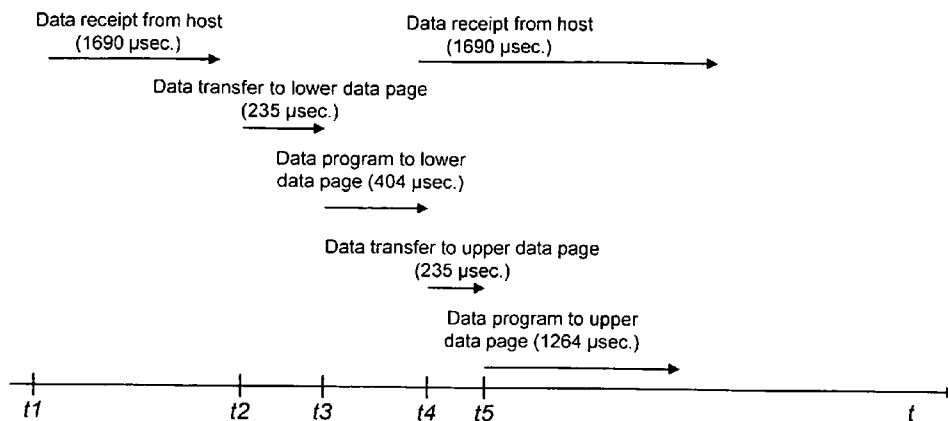 Data receipt from host
(1690 µsec.)
Data receipt from host
(1690 µsec.)
Data transfer to lower data page
(235 µsec.)
Data program to lower
data page (404 µsec.)
Data transfer to upper data page
(235 µsec.)
Data program to upper
data page (1264 µsec.)
t1 t2 t3 t4 t5 t